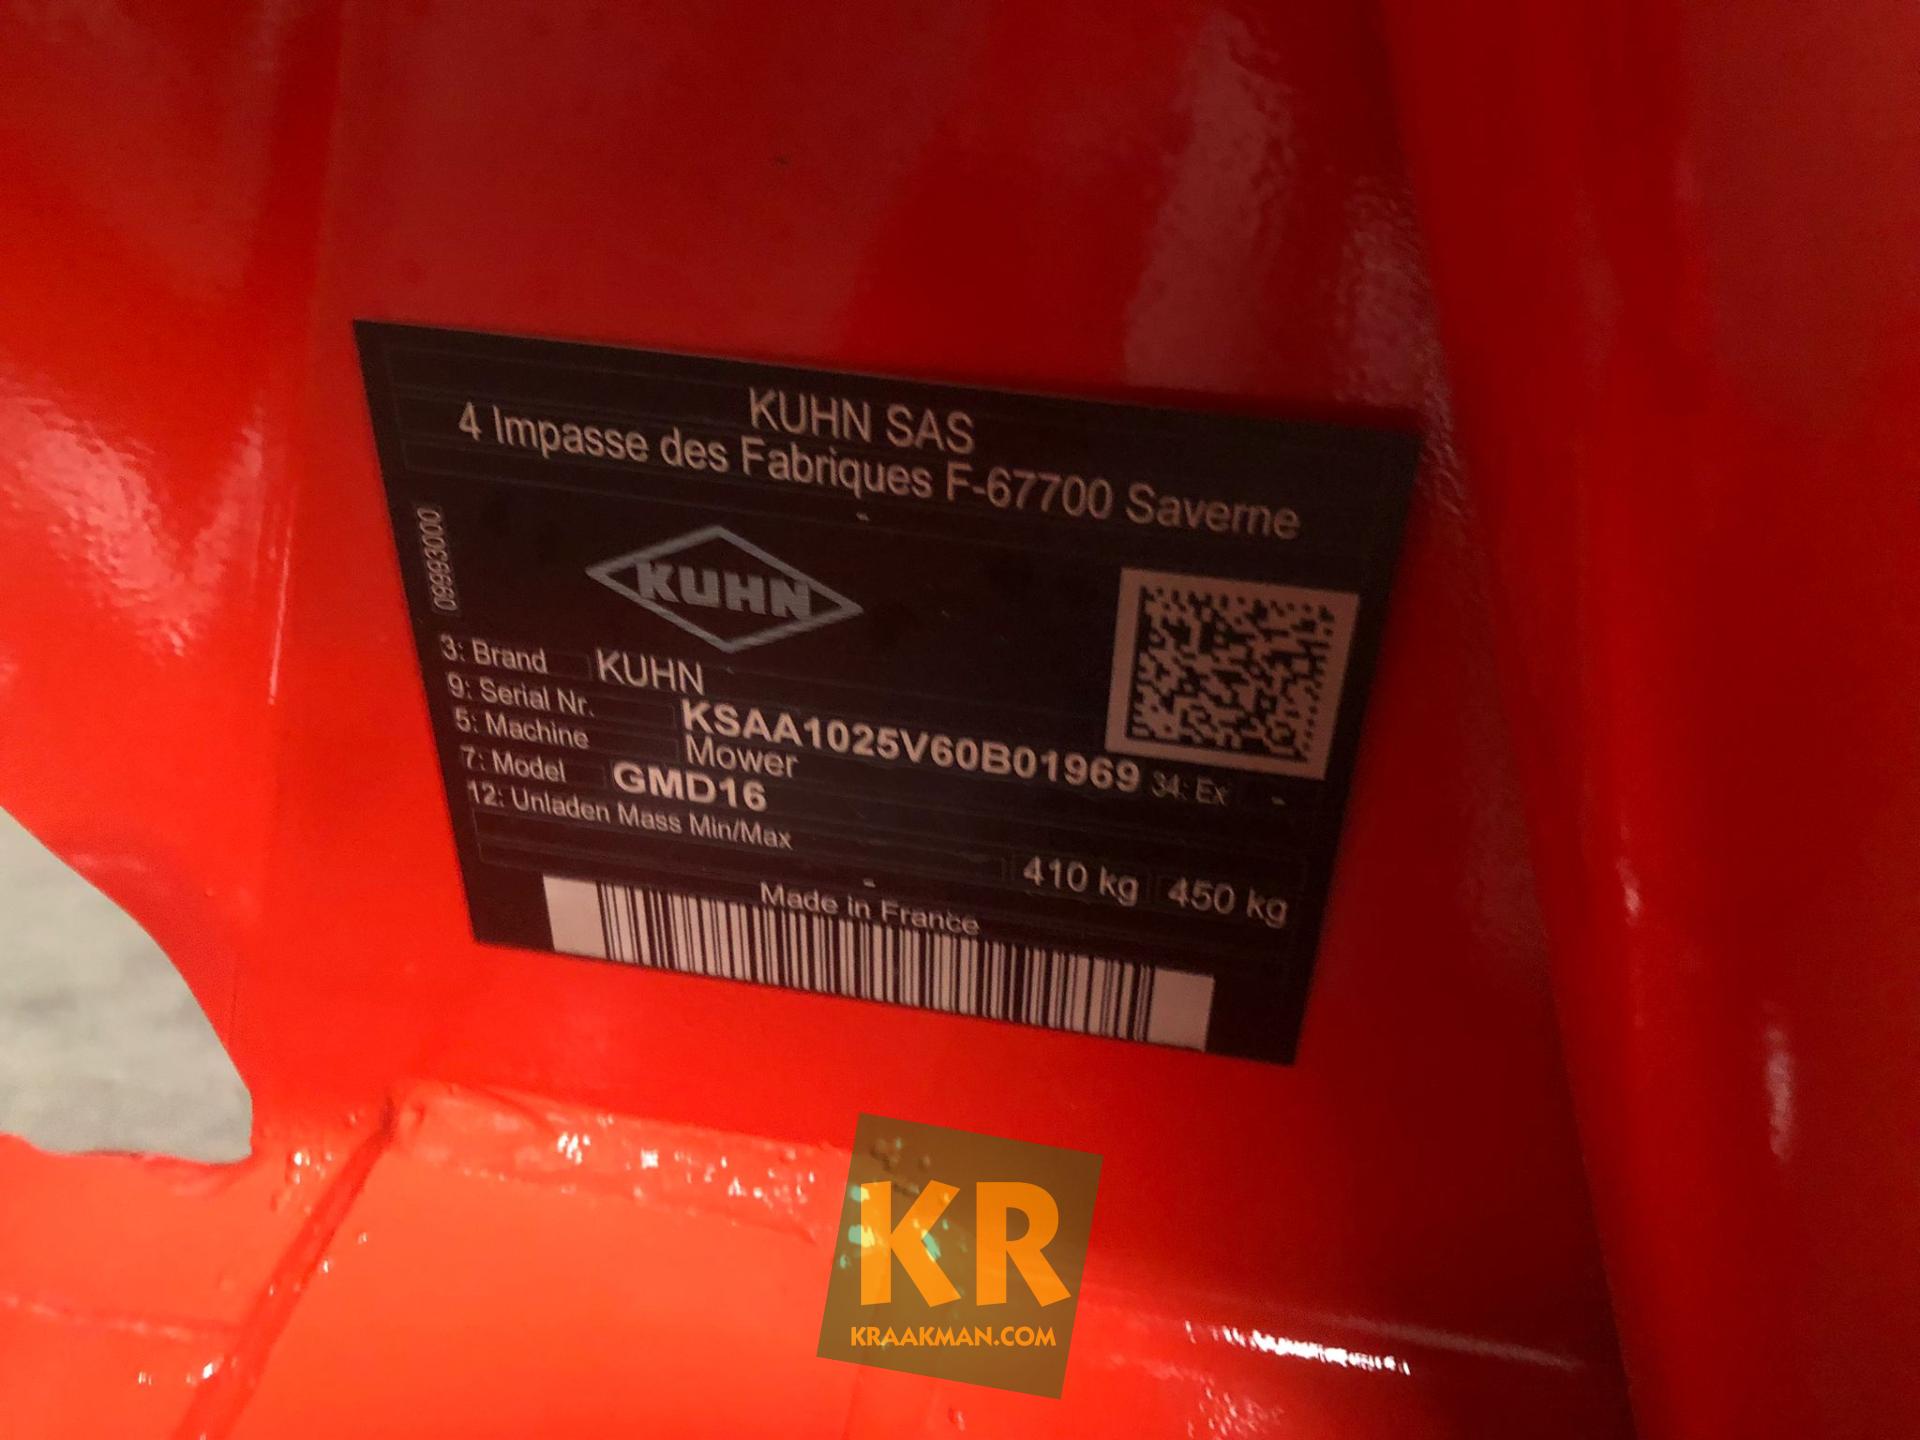 KUHN SAS
4 Impasse des Fabriques F-67700 Saverne
-
09993000
KUHN
3: Brand KUHN
9: Serial Nr. KSAA1025V60B01969 34: Ex -
5: Machine Mower
7: Model GMD16
12: Unladen Mass Min/Max 410 kg 450 kg
-
Made in France
KR
KRAAKMAN.COM